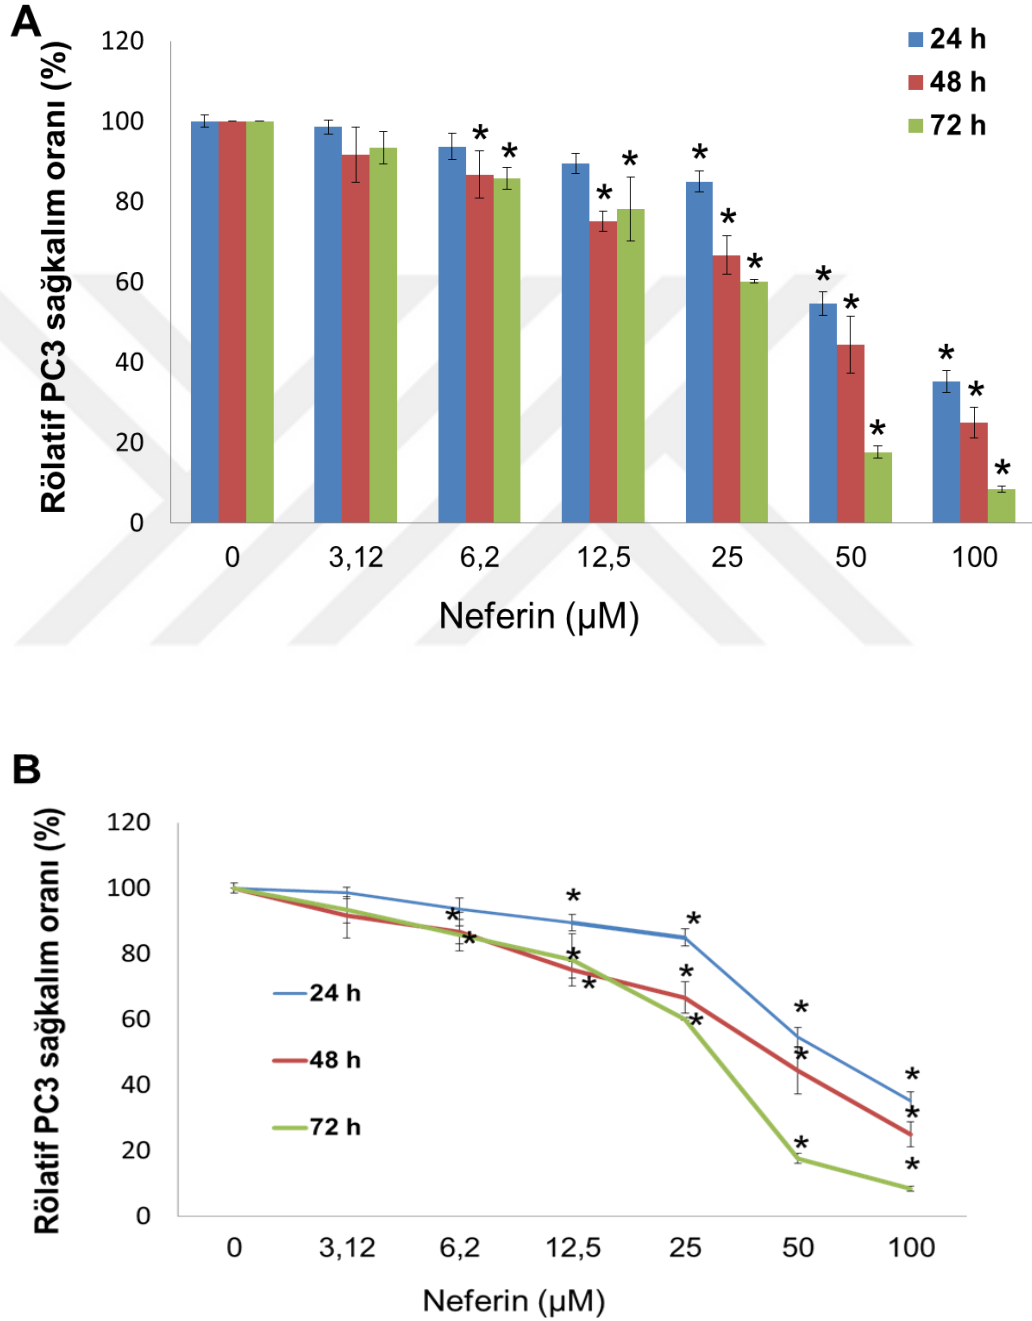 A
Rölatif PC3 sağkalım oranı (%)
120
100
80
60
40
20
0
24 h
48 h
72 h
* * * * * * * * * * * * *
0 3,12 6,2 12,5 25 50 100
Neferin (µM)
B
Rölatif PC3 sağkalım oranı (%)
120
100
80
60
40
20
0
24 h
48 h
72 h
* * * * * * * * * * * * * *
0 3,12 6,2 12,5 25 50 100
Neferin (µM)